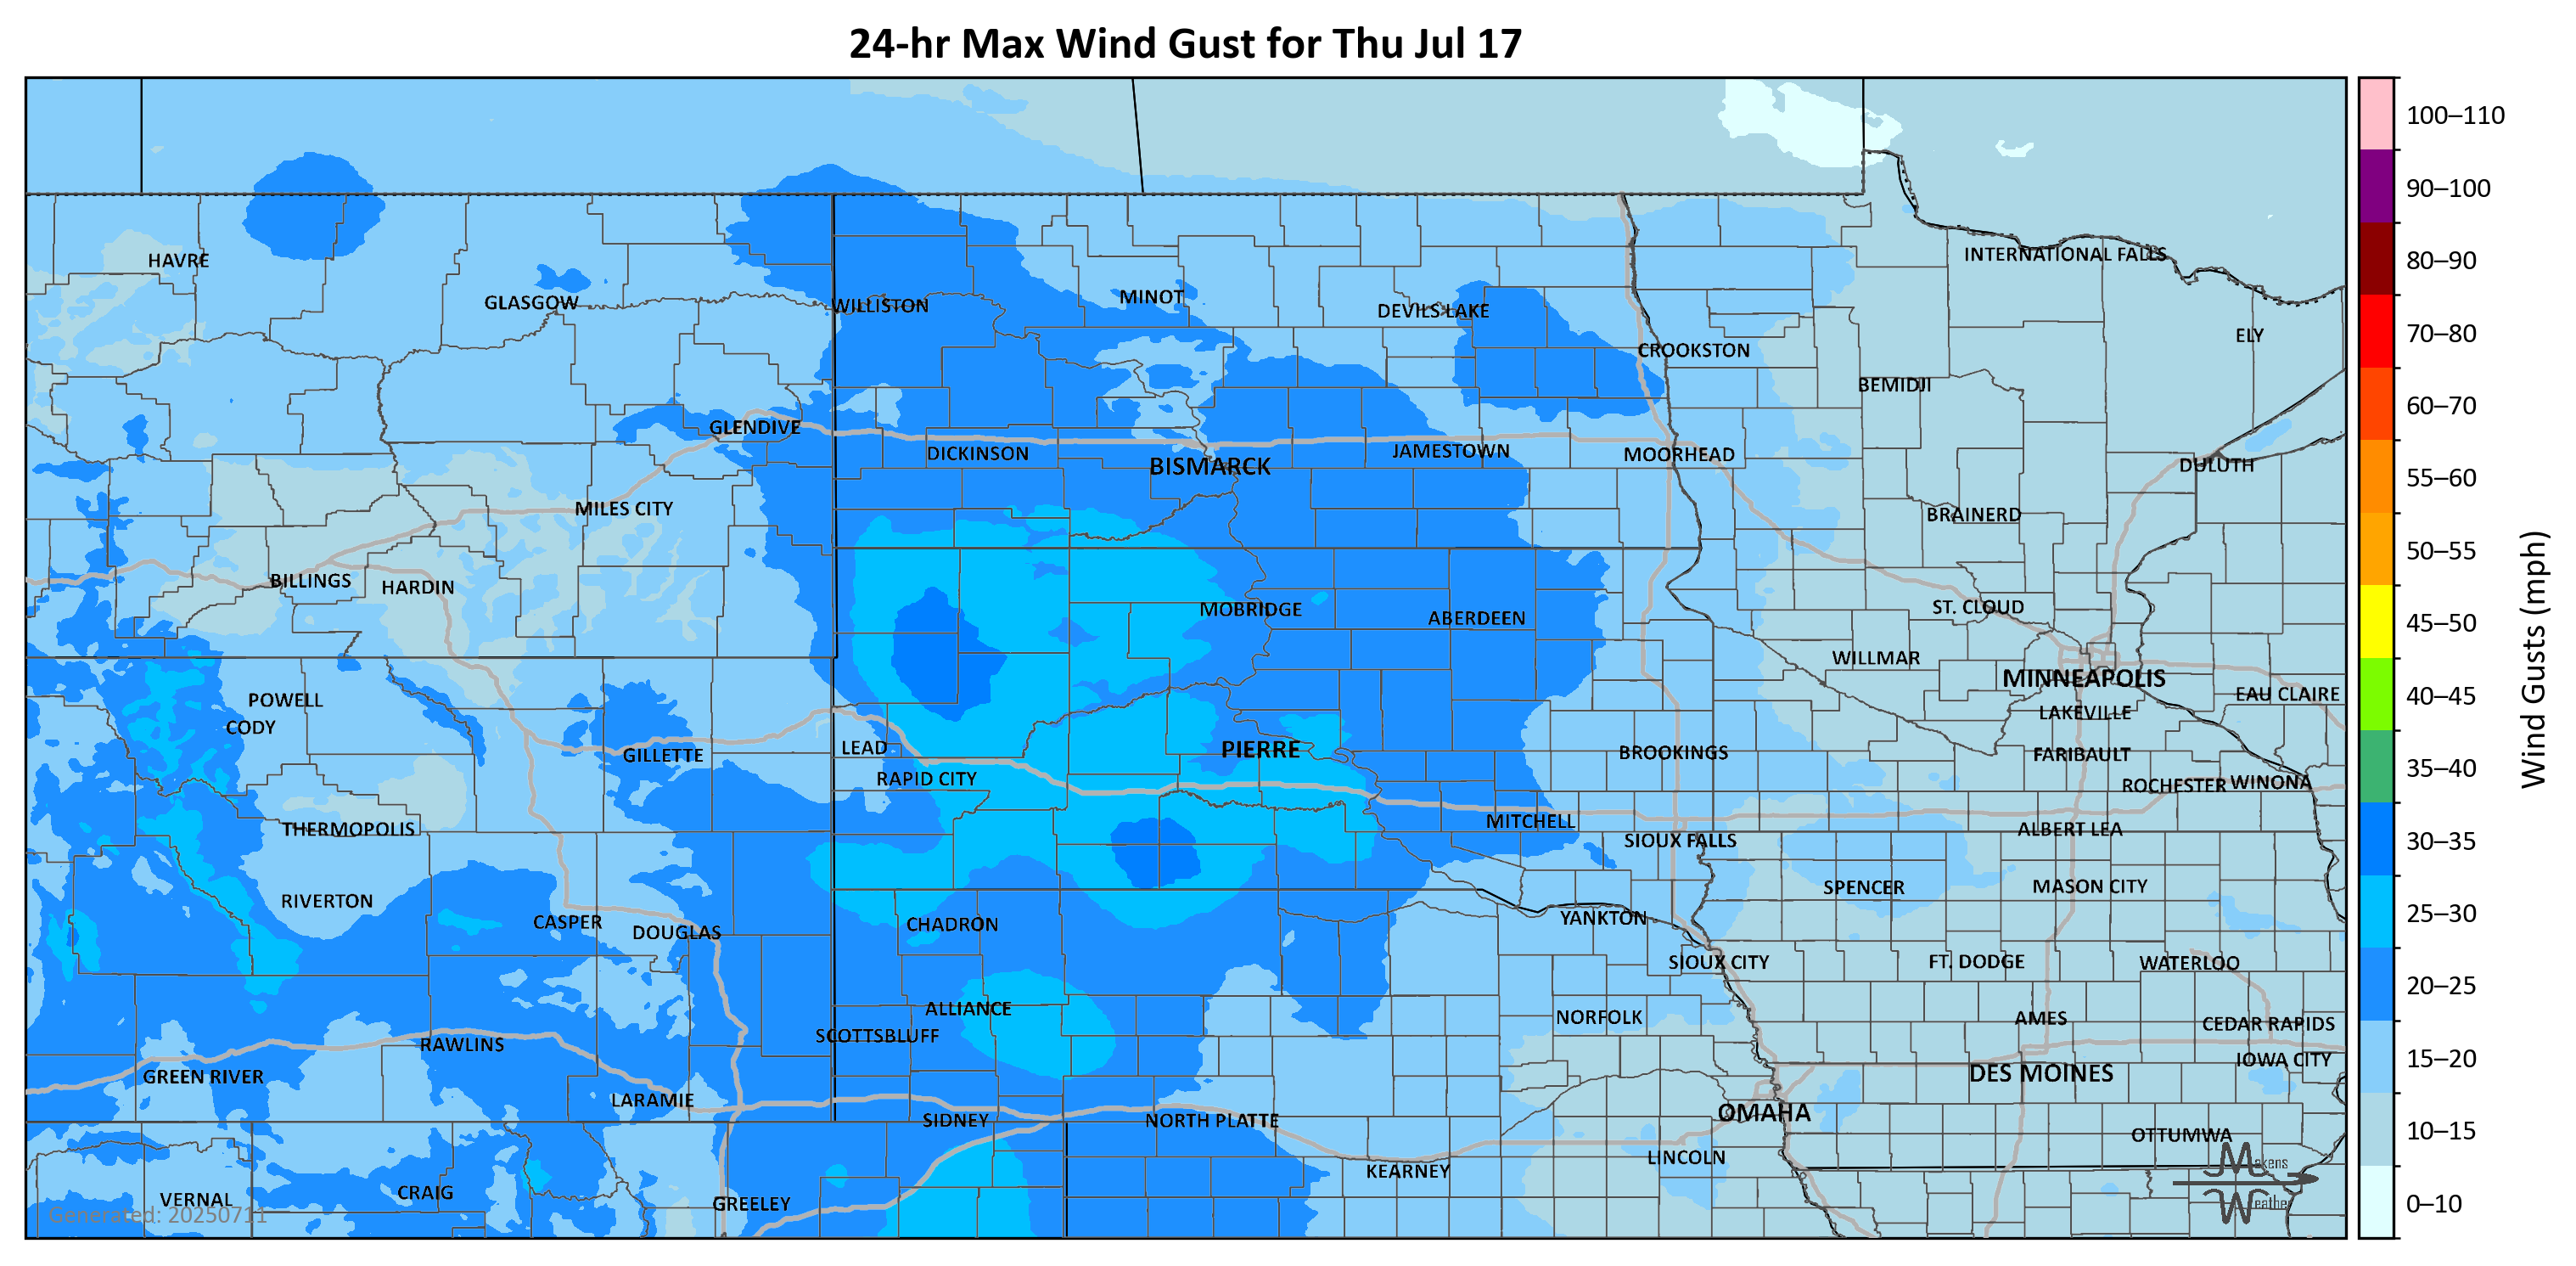 24-hr Max Wind Gust for Thu Jul 17
100–110
90–100
80–90
70–80
60–70
55–60
50–55
45–50
40–45
35–40
30–35
25–30
20–25
15–20
10–15
0–10
Wind Gusts (mph)
HAVRE
INTERNATIONAL FALLS
GLASGOW
WILLISTON
MINOT
DEVILS LAKE
ELY
CROOKSTON
BEMIDJI
GLENDIVE
DICKINSON
BISMARCK
JAMESTOWN
MOORHEAD
DULUTH
MILES CITY
BRAINERD
BILLINGS
HARDIN
MOBRIDGE
ABERDEEN
ST. CLOUD
WILLMAR
MINNEAPOLIS
EAU CLAIRE
POWELL
CODY
LAKEVILLE
GILLETTE
LEAD
PIERRE
BROOKINGS
FARIBAULT
RAPID CITY
ROCHESTER
WINONA
THERMOPOLIS
MITCHELL
SIOUX FALLS
ALBERT LEA
RIVERTON
SPENCER
MASON CITY
CASPER
DOUGLAS
CHADRON
YANKTON
SIOUX CITY
FT. DODGE
WATERLOO
ALLIANCE
SCOTTSBLUFF
NORFOLK
AMES
CEDAR RAPIDS
RAWLINS
IOWA CITY
GREEN RIVER
DES MOINES
LARAMIE
SIDNEY
NORTH PLATTE
OMAHA
OTTUMWA
KEARNEY
LINCOLN
VERNAL
CRAIG
GREELEY
Generated: 20250711
Makens
Weather